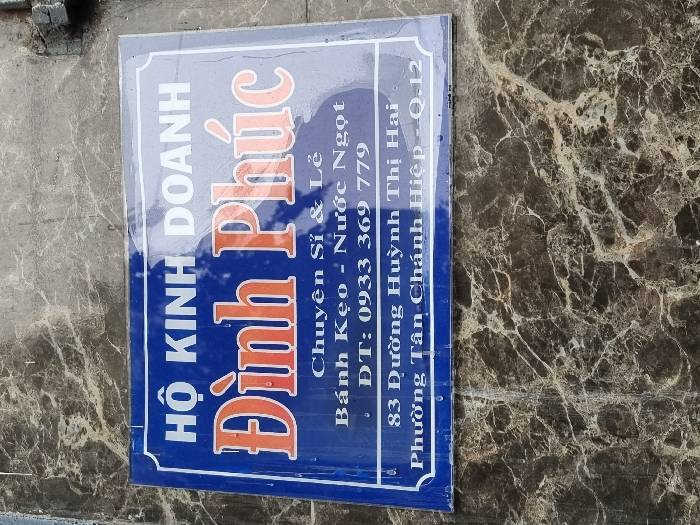 HỘ KINH DOANH
Đình Phúc
Chuyên Sỉ & Lẻ
Bánh Kẹo - Nước Ngọt
ĐT: 0933 369 779
83 Đường Huỳnh Thị Hai
Phường Tân Chánh Hiệp - Q.12